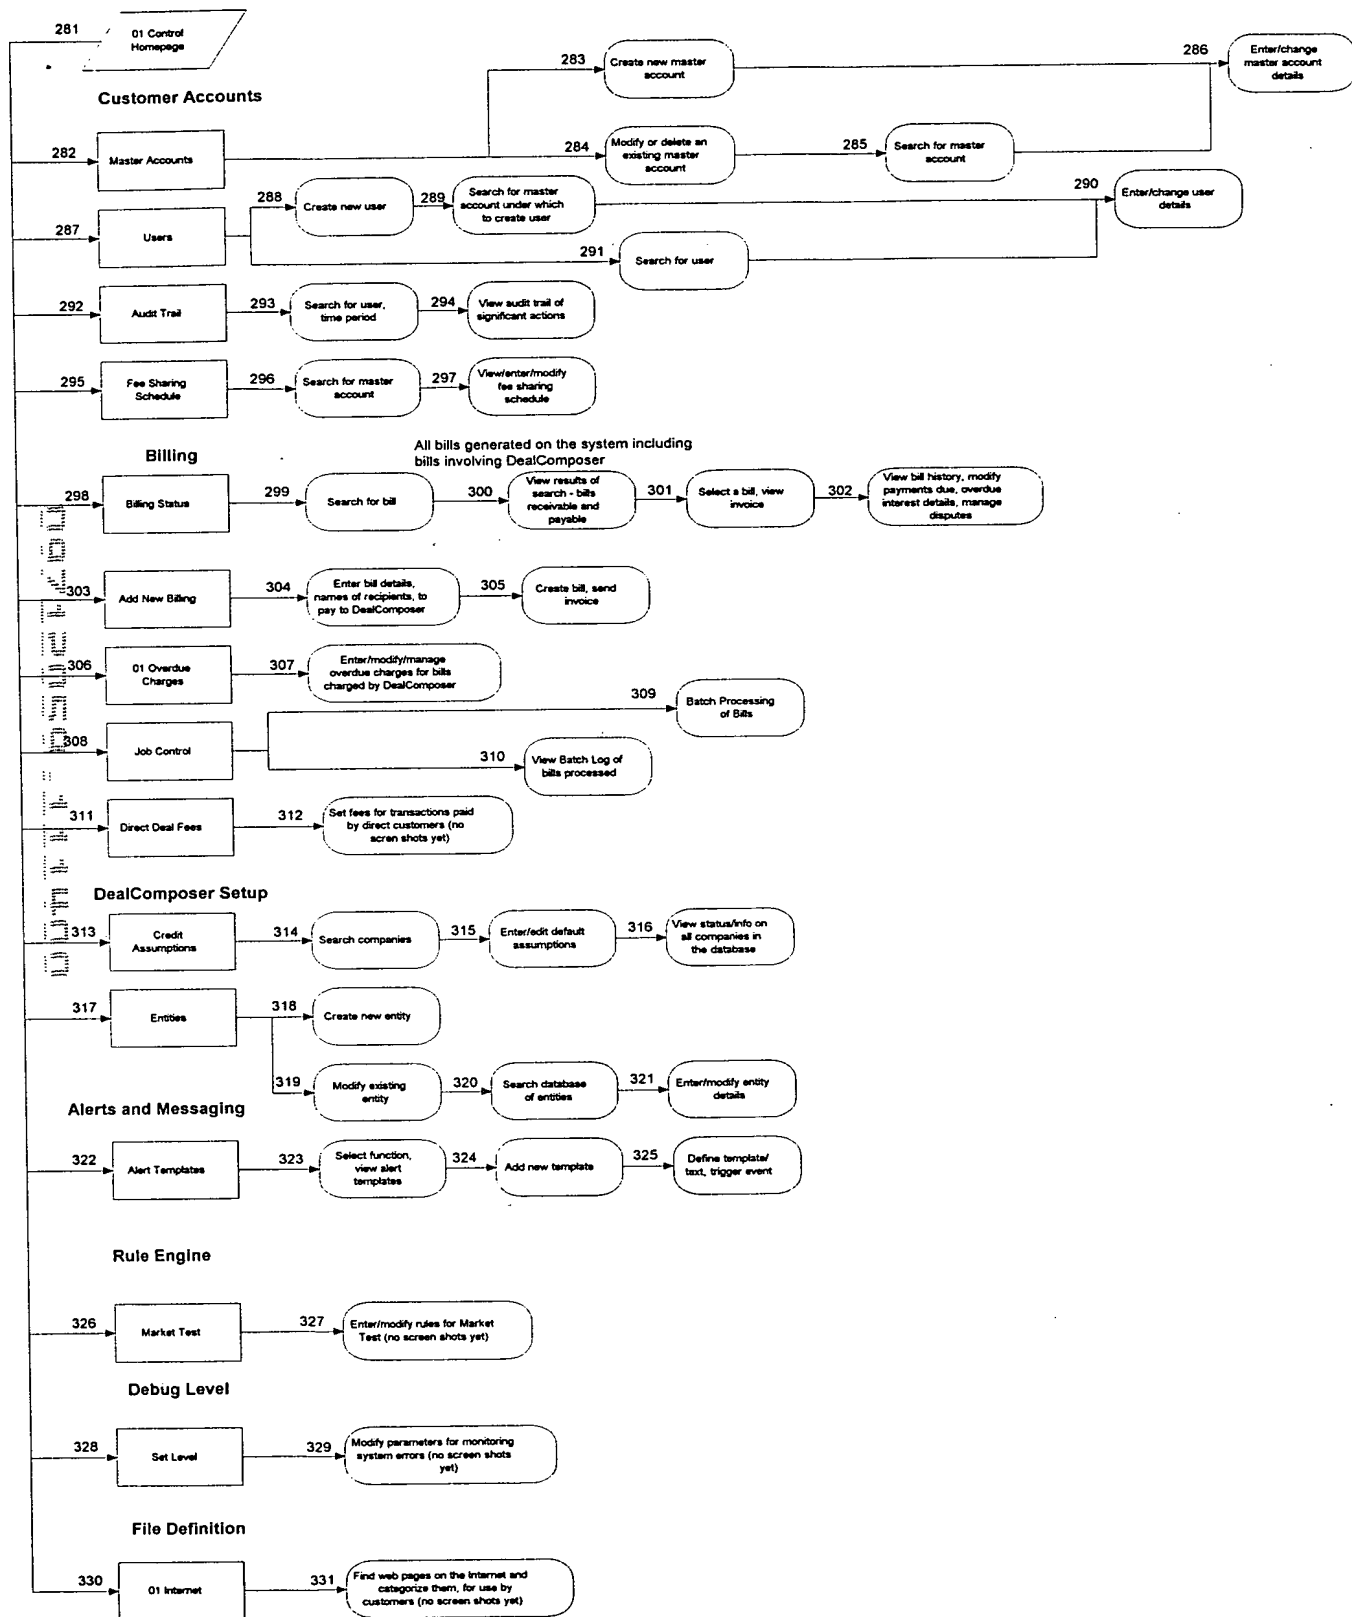 281
01 Control
Homepage
283
Create new master
account
286
Enter/change
master account
details
Customer Accounts
282
Master Accounts
284
Modify or delete an
existing master
account
285
Search for master
account
287
Users
288
Create new user
289
Search for master
account under which
to create user
290
Enter/change user
details
291
Search for user
292
Audit Trail
293
Search for user,
time period
294
View audit trail of
significant actions
295
Fee Sharing
Schedule
296
Search for master
account
297
View/enter/modify
fee sharing
schedule
Billing
All bills generated on the system including
bills involving DealComposer
298
Billing Status
299
Search for bill
300
View results of
search - bills
receivable and
payable
301
Select a bill, view
invoice
302
View bill history, modify
payments due, overdue
interest details, manage
disputes
303
Add New Billing
304
Enter bill details,
names of recipients, to
pay to DealComposer
305
Create bill, send
invoice
306
01 Overdue
Charges
307
Enter/modify/manage
overdue charges for bills
charged by DealComposer
308
Job Control
309
Batch Processing
of Bills
310
View Batch Log of
bills processed
311
Direct Deal Fees
312
Set fees for transactions paid
by direct customers (no
scren shots yet)
DealComposer Setup
313
Credit
Assumptions
314
Search companies
315
Enter/edit default
assumptions
316
View status/info on
all companies in
the database
317
Entities
318
Create new entity
319
Modify existing
entity
320
Search database
of entities
321
Enter/modify entity
details
Alerts and Messaging
322
Alert Templates
323
Select function,
view alert
templates
324
Add new template
325
Define template/
text, trigger event
Rule Engine
326
Market Test
327
Enter/modify rules for Market
Test (no screen shots yet)
Debug Level
328
Set Level
329
Modify parameters for monitoring
system errors (no screen shots
yet)
File Definition
330
01 Internet
331
Find web pages on the Internet and
categorize them, for use by
customers (no screen shots yet)